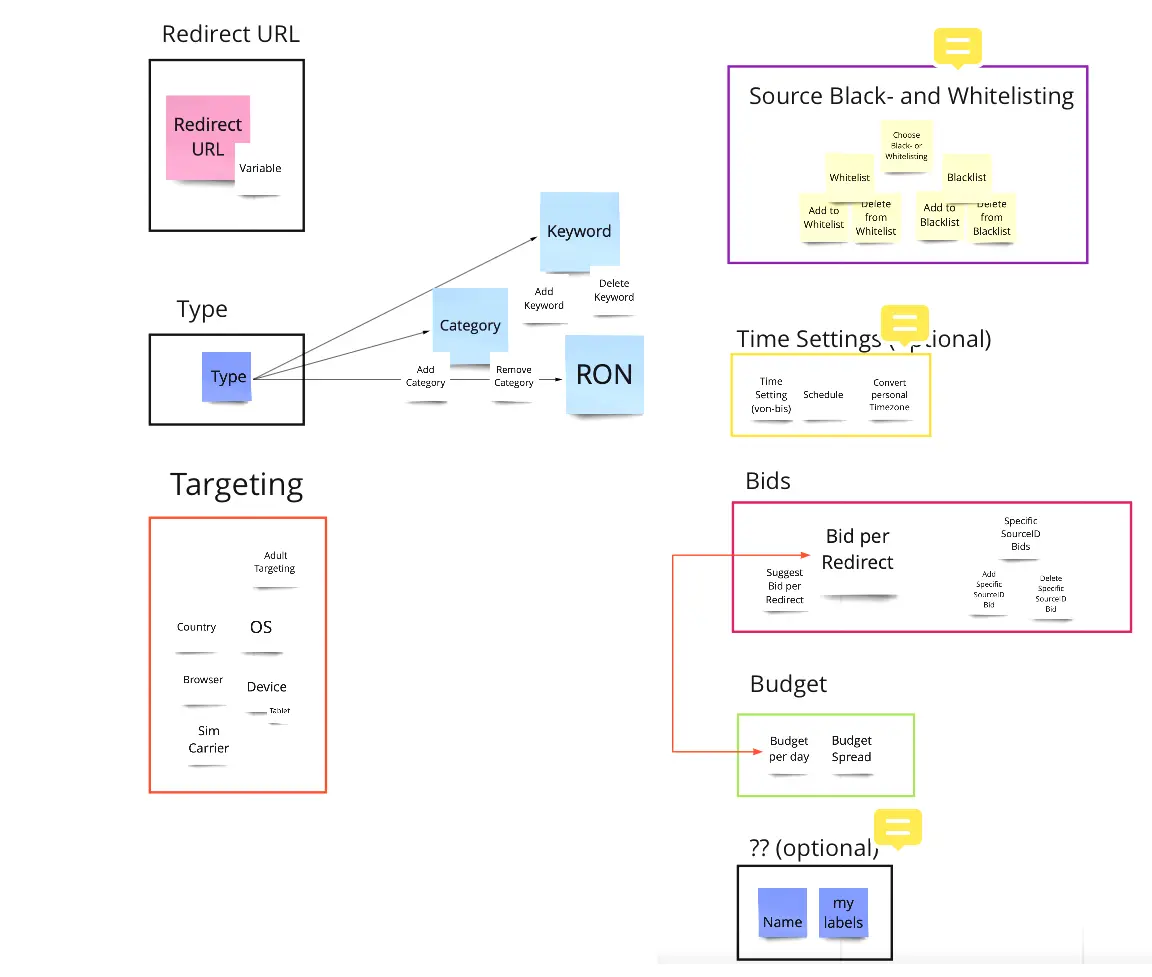 Redirect URL
Redirect
URL
Variable
Type
Type
Keyword
Add
Keyword
Delete
Keyword
Category
Add
Category
Remove
Category
RON
Targeting
Adult
Targeting
Country
OS
Browser
Device
Tablet
Sim
Carrier
Source Black- and Whitelisting
Choose
Black- or
Whitelisting
Whitelist
Blacklist
Add to
Whitelist
Delete
from
Whitelist
Add to
Blacklist
Delete
from
Blacklist
Time Settings (optional)
Time
Setting
(von-bis)
Schedule
Convert
personal
Timezone
Bids
Bid per
Redirect
Suggest
Bid per
Redirect
Specific
SourceID
Bids
Add
Specific
SourceID
Bid
Delete
Specific
SourceID
Bid
Budget
Budget
per day
Budget
Spread
?? (optional)
Name
my
labels